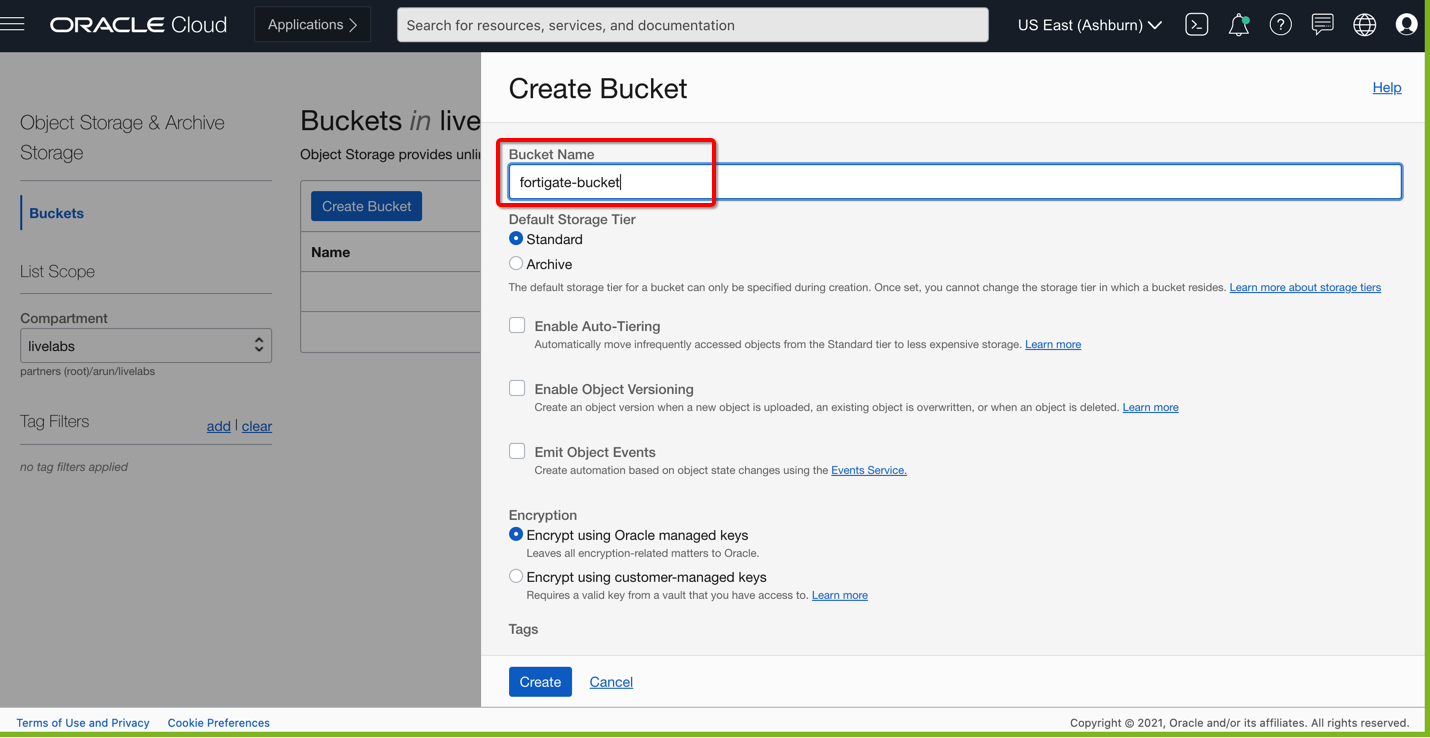 ORACLE Cloud
Applications
Search for resources, services, and documentation
US East (Ashburn)
Object Storage & Archive
Storage
Buckets
List Scope
Compartment
livelabs
partners (root)/arun/livelabs
Tag Filters
add | clear
no tag filters applied
Buckets in live
Object Storage provides unli
Create Bucket
Name
Create Bucket
Help
Bucket Name
fortigate-bucket
Default Storage Tier
Standard
Archive
The default storage tier for a bucket can only be specified during creation. Once set, you cannot change the storage tier in which a bucket resides. Learn more about storage tiers
Enable Auto-Tiering
Automatically move infrequently accessed objects from the Standard tier to less expensive storage. Learn more
Enable Object Versioning
Create an object version when a new object is uploaded, an existing object is overwritten, or when an object is deleted. Learn more
Emit Object Events
Create automation based on object state changes using the Events Service.
Encryption
Encrypt using Oracle managed keys
Leaves all encryption-related matters to Oracle.
Encrypt using customer-managed keys
Requires a valid key from a vault that you have access to. Learn more
Tags
Create
Cancel
Terms of Use and Privacy
Cookie Preferences
Copyright © 2021, Oracle and/or its affiliates. All rights reserved.